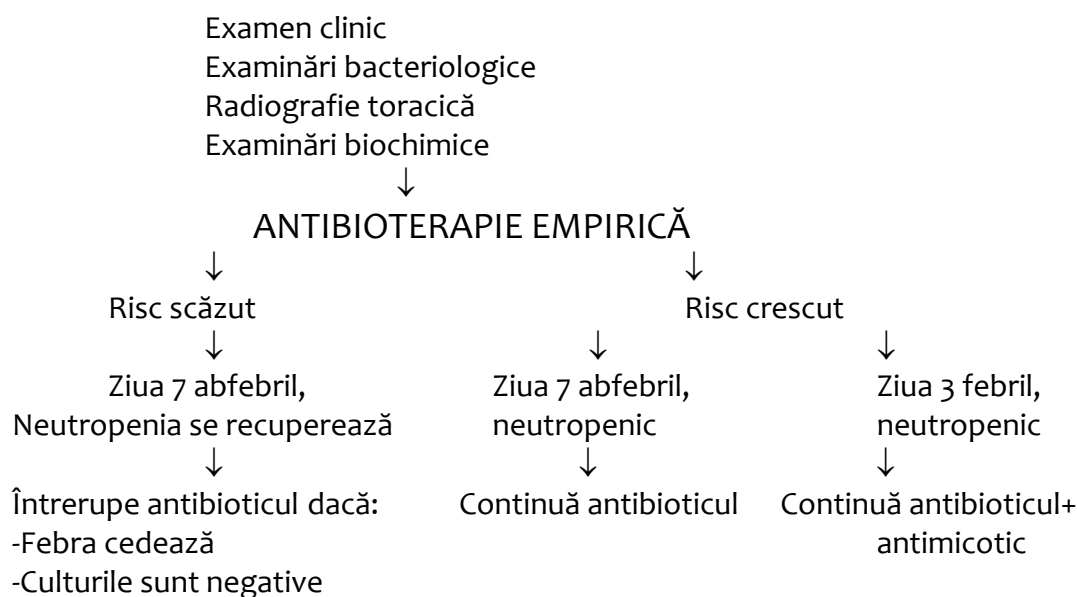 Examen clinic
Examinări bacteriologice
Radiografie toracică
Examinări biochimice
↓
ANTIBIOTERAPIE EMPIRICĂ
↓ ↓
Risc scăzut Risc crescut
↓ ↓ ↓
Ziua 7 abfebril, Ziua 7 abfebril, Ziua 3 febril,
Neutropenia se recuperează neutropenic neutropenic
↓ ↓ ↓
Întrerupe antibioticul dacă: Continuă antibioticul Continuă antibioticul+
-Febra cedează antimicotic
-Culturile sunt negative